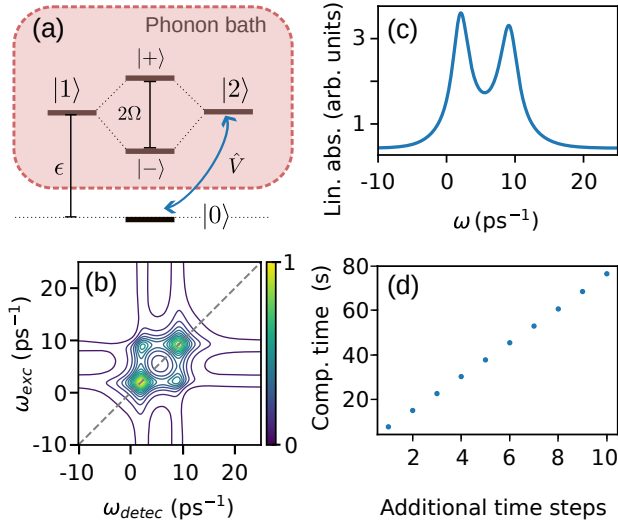 (a)
Phonon bath
|+⟩
|1⟩
|2⟩
2Ω
ϵ
|−⟩
V̂
|0⟩
(c)
Lin. abs. (arb. units)
3
1
-10
0
10
20
ω (ps⁻¹)
(b)
ω_exc (ps⁻¹)
20
10
0
-10
-10
0
10
20
ω_detec (ps⁻¹)
1
0
(d)
Comp. time (s)
80
60
40
20
2
4
6
8
10
Additional time steps